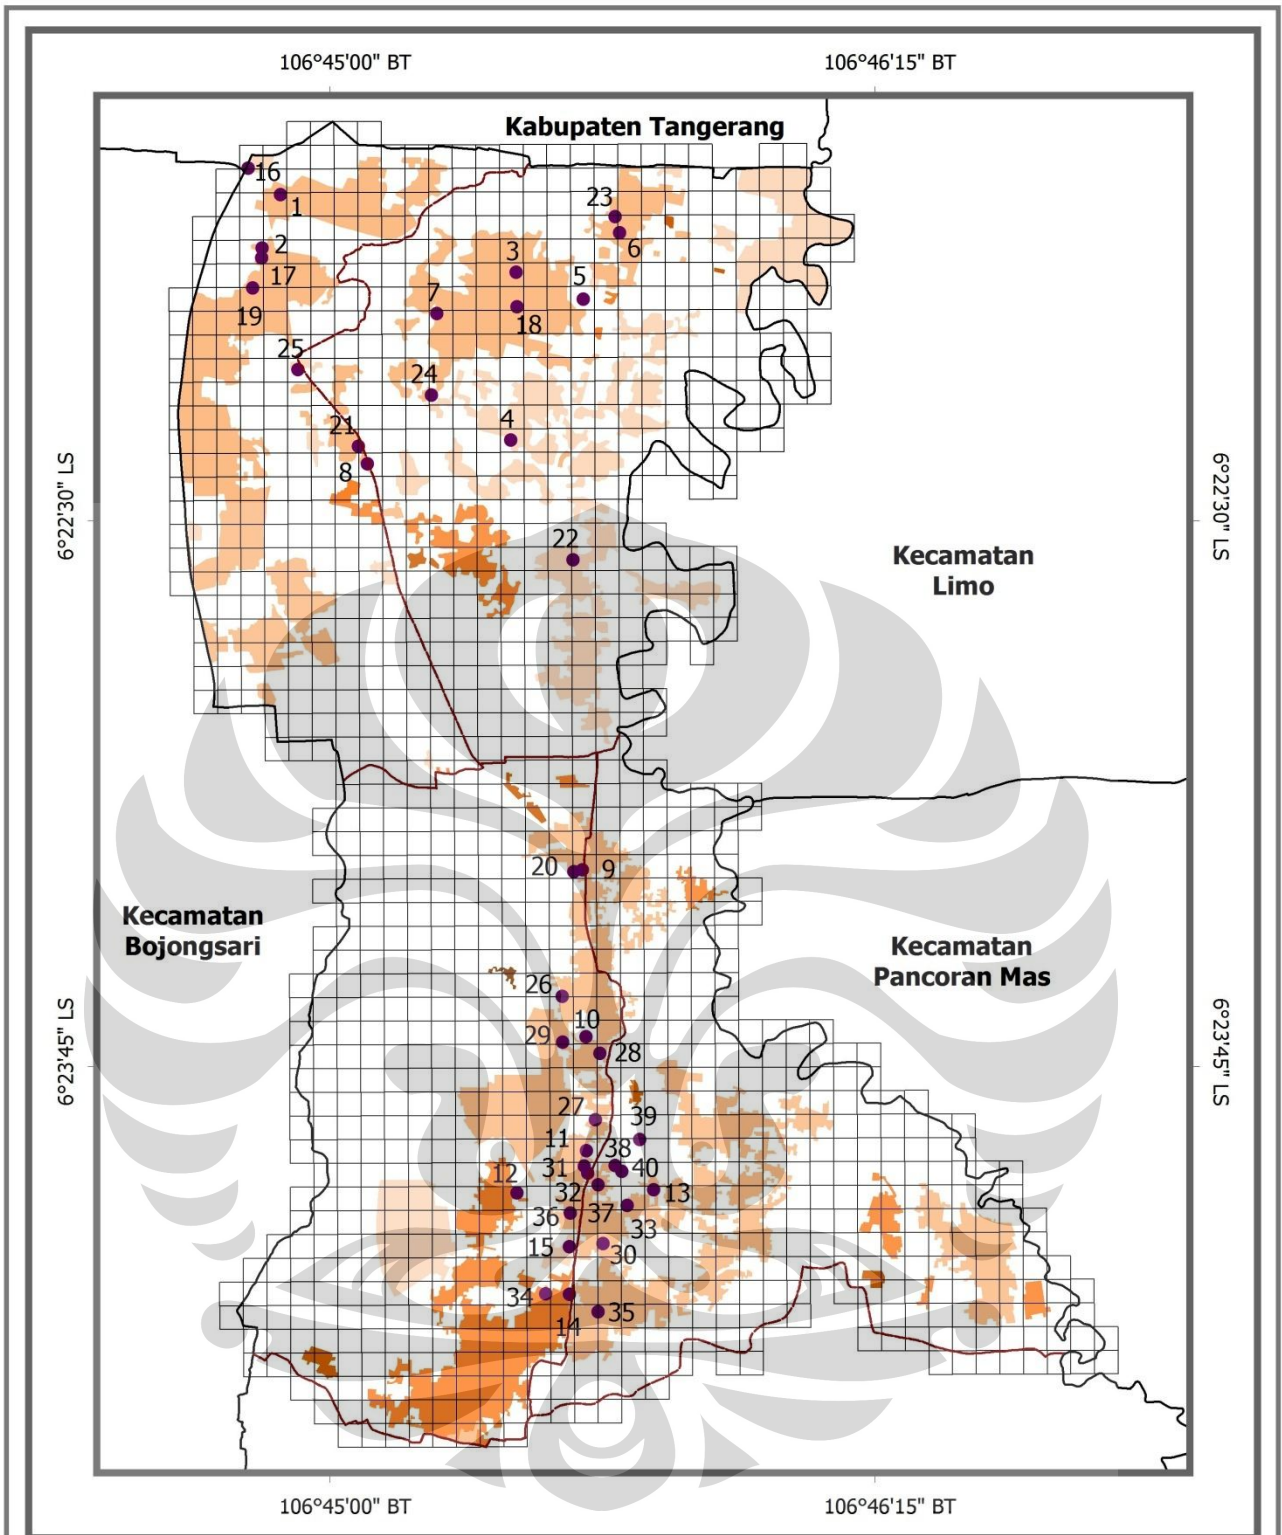 106°45'00" BT
106°46'15" BT
Kabupaten Tangerang
16
1
23
2
6
3
17
5
19
7
18
25
24
4
21
8
6°22'30" LS
6°22'30" LS
22
Kecamatan
Limo
20
9
Kecamatan
Bojongsari
Kecamatan
Pancoran Mas
26
10
29
28
6°23'45" LS
6°23'45" LS
27
39
11
38
31
40
12
32
13
36
37
33
15
30
34
35
14
106°45'00" BT
106°46'15" BT